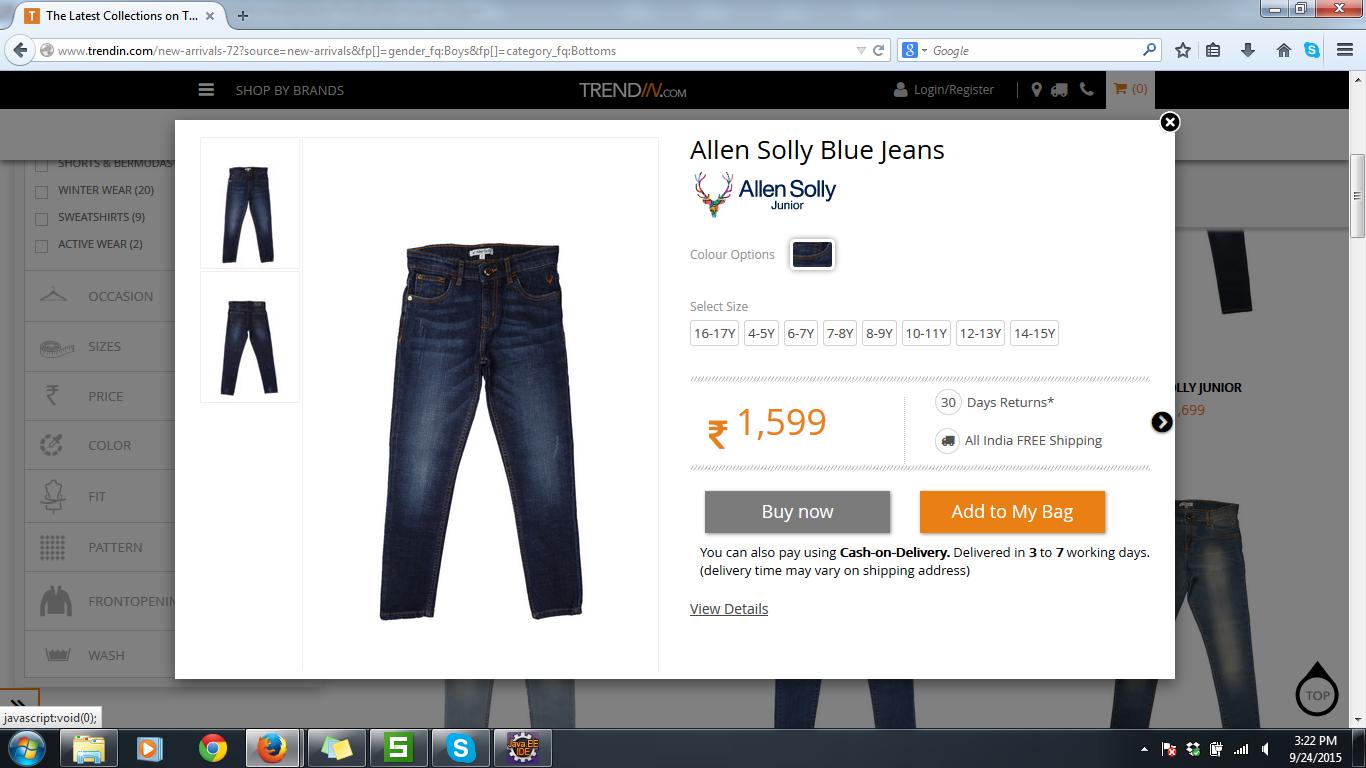 The Latest Collections on T...
www.trendin.com/new-arrivals-72?source=new-arrivals&fp[]=gender_fq:Boys&fp[]=category_fq:Bottoms
Google
SHOP BY BRANDS
TRENDIN.COM
Login/Register
(0)
SHORTS & BERMUDAS
WINTER WEAR (20)
SWEATSHIRTS (9)
ACTIVE WEAR (2)
OCCASION
SIZES
PRICE
COLOR
FIT
PATTERN
FRONTOPENIN
WASH
Allen Solly Blue Jeans
Allen Solly
Junior
Colour Options
Select Size
16-17Y 4-5Y 6-7Y 7-8Y 8-9Y 10-11Y 12-13Y 14-15Y
₹ 1,599
30 Days Returns*
All India FREE Shipping
Buy now
Add to My Bag
You can also pay using Cash-on-Delivery. Delivered in 3 to 7 working days.
(delivery time may vary on shipping address)
View Details
OLLY JUNIOR
,699
TOP
javascript:void(0);
Java EE
IDE
3:22 PM
9/24/2015